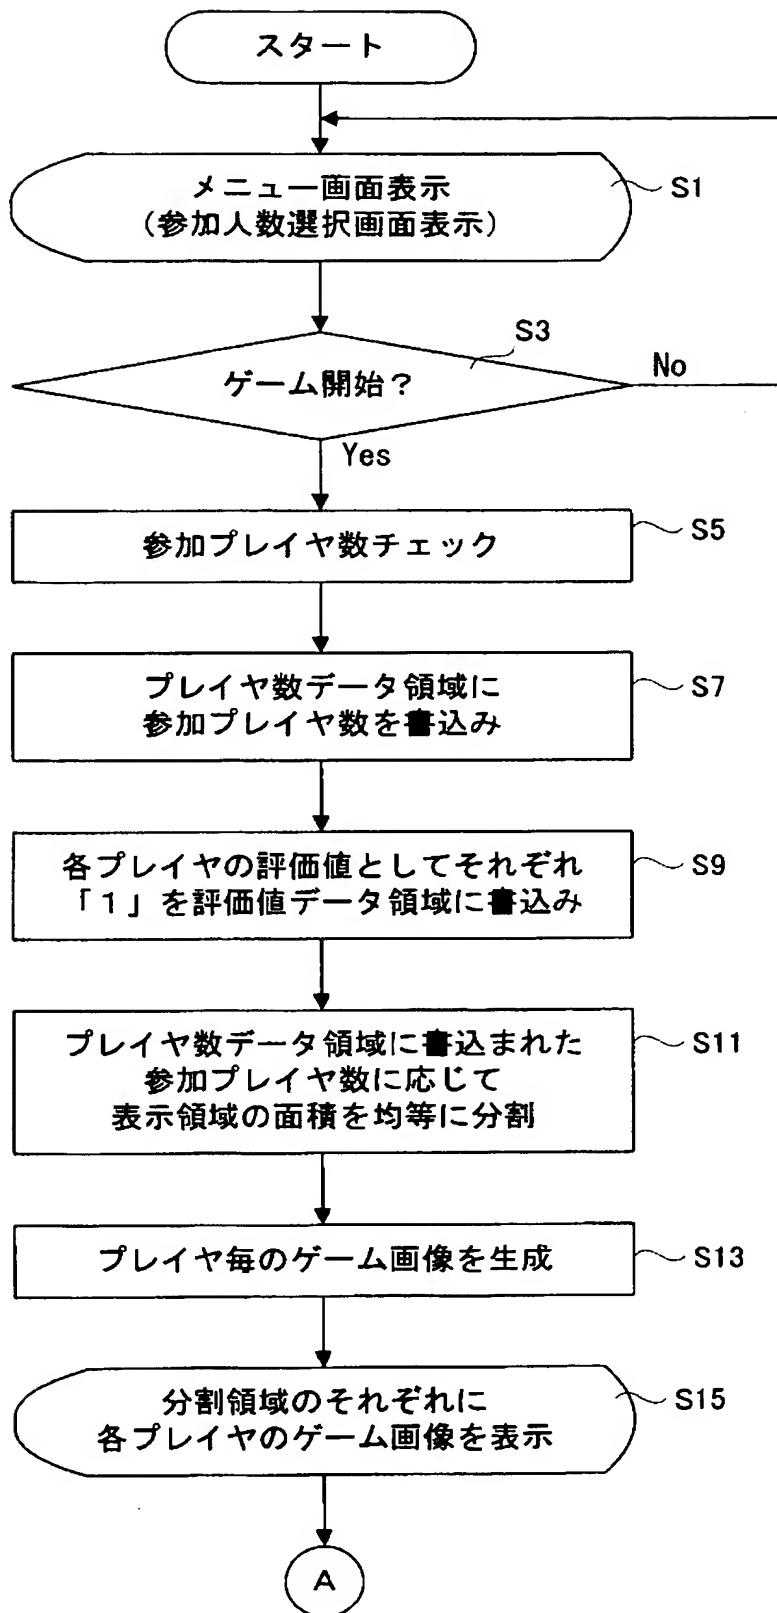 スタート
メニュー画面表示
(参加人数選択画面表示)
S1
S3
ゲーム開始?
No
Yes
参加プレイヤ数チェック
S5
プレイヤ数データ領域に
参加プレイヤ数を書込み
S7
各プレイヤの評価値としてそれぞれ
「1」を評価値データ領域に書込み
S9
プレイヤ数データ領域に書込まれた
参加プレイヤ数に応じて
表示領域の面積を均等に分割
S11
プレイヤ毎のゲーム画像を生成
S13
分割領域のそれぞれに
各プレイヤのゲーム画像を表示
S15
A